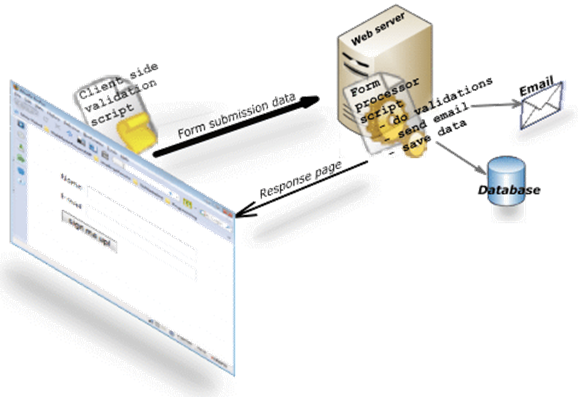 Client side
validation
script
Form submission data
Web server
Form
processor
script
- do validations
- send email
- save data
Email
Database
Response page
Name
E-mail
sign me up!